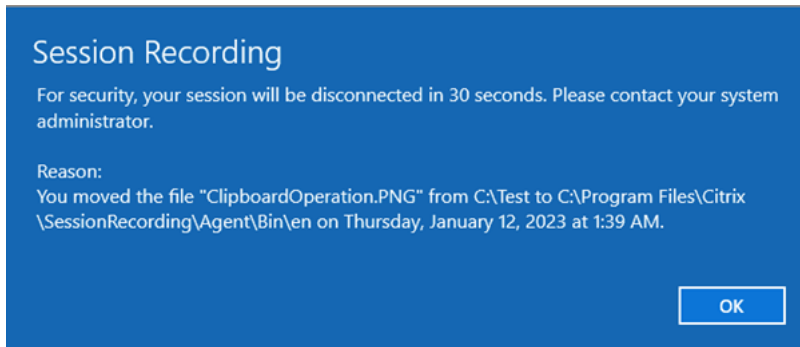 Session Recording
For security, your session will be disconnected in 30 seconds. Please contact your system
administrator.
Reason:
You moved the file "ClipboardOperation.PNG" from C:\Test to C:\Program Files\Citrix
\SessionRecording\Agent\Bin\en on Thursday, January 12, 2023 at 1:39 AM.
OK